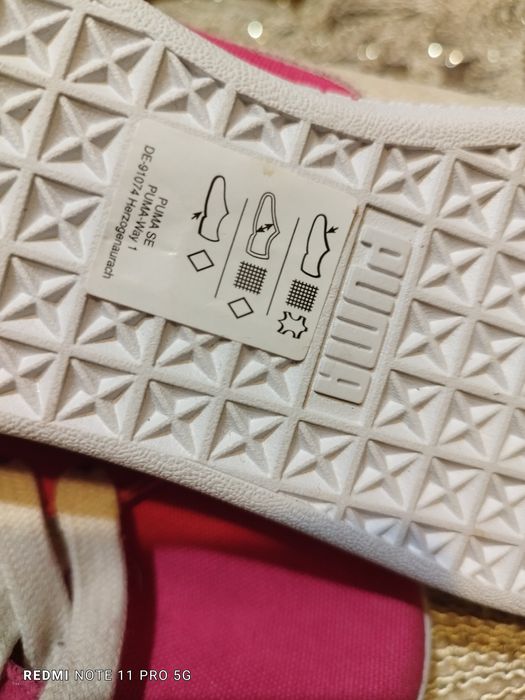 PUMA SE
PUMA-Way 1
DE-91074 Herzogenaurach
PUMA
REDMI NOTE 11 PRO 5G